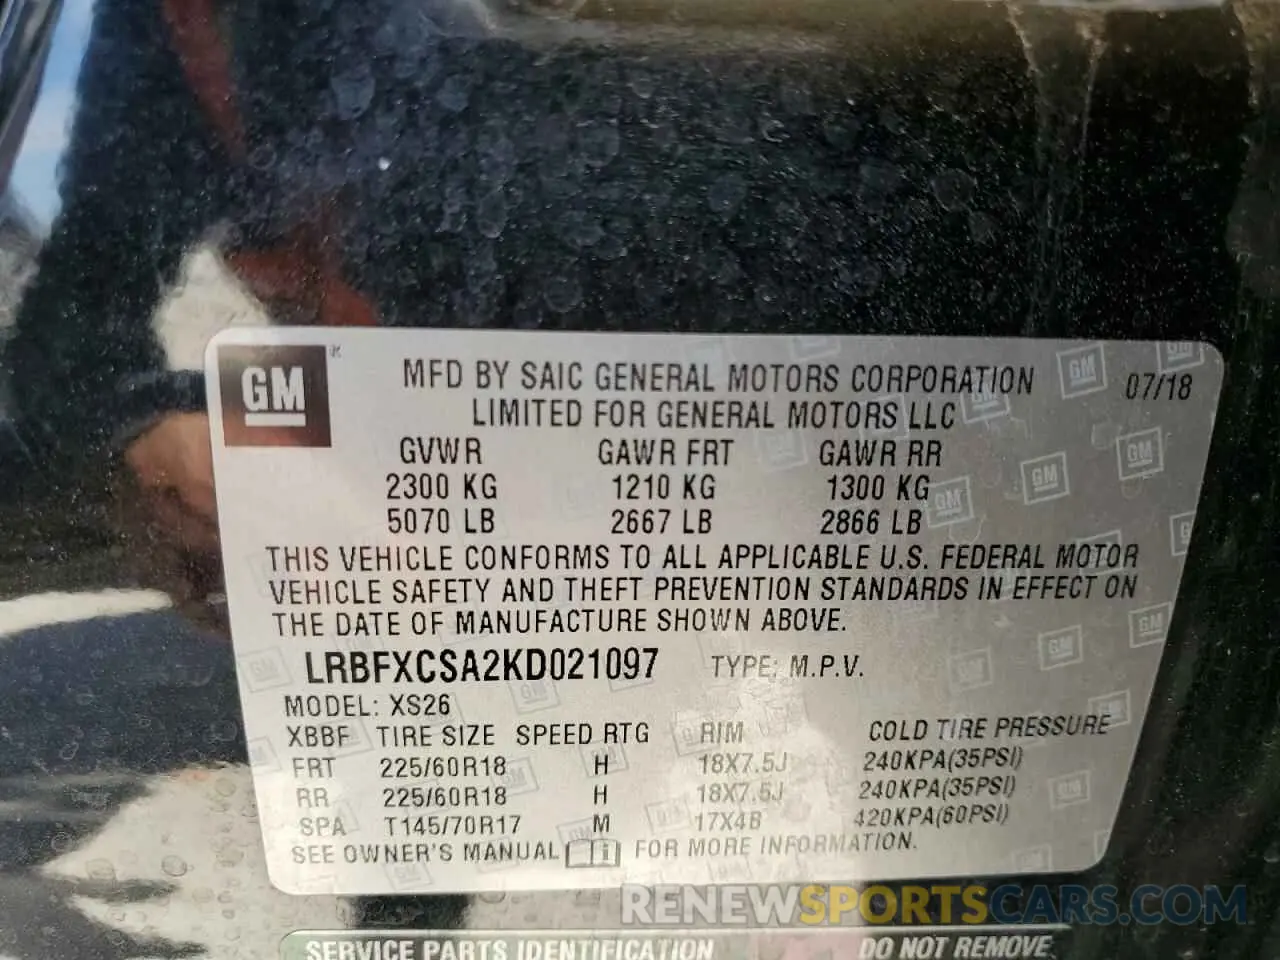 GM
MFD BY SAIC GENERAL MOTORS CORPORATION 07/18
LIMITED FOR GENERAL MOTORS LLC
GVWR GAWR FRT GAWR RR
2300 KG 1210 KG 1300 KG
5070 LB 2667 LB 2866 LB
THIS VEHICLE CONFORMS TO ALL APPLICABLE U.S. FEDERAL MOTOR
VEHICLE SAFETY AND THEFT PREVENTION STANDARDS IN EFFECT ON
THE DATE OF MANUFACTURE SHOWN ABOVE.
LRBFXCSA2KD021097 TYPE: M.P.V.
MODEL: XS26
XBBF TIRE SIZE SPEED RTG RIM COLD TIRE PRESSURE
FRT 225/60R18 H 18X7.5J 240KPA(35PSI)
RR 225/60R18 H 18X7.5J 240KPA(35PSI)
SPA T145/70R17 M 17X4B 420KPA(60PSI)
SEE OWNER'S MANUAL FOR MORE INFORMATION.
RENEWSPORTSCARS.COM
SERVICE PARTS IDENTIFICATION DO NOT REMOVE